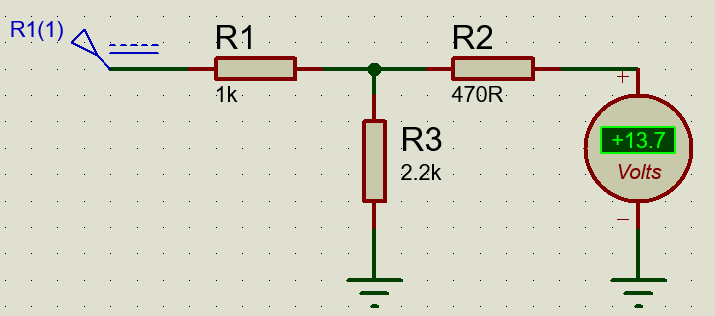 R1(1)
R1
1k
R2
470R
R3
2.2k
+
+13.7
Volts
−